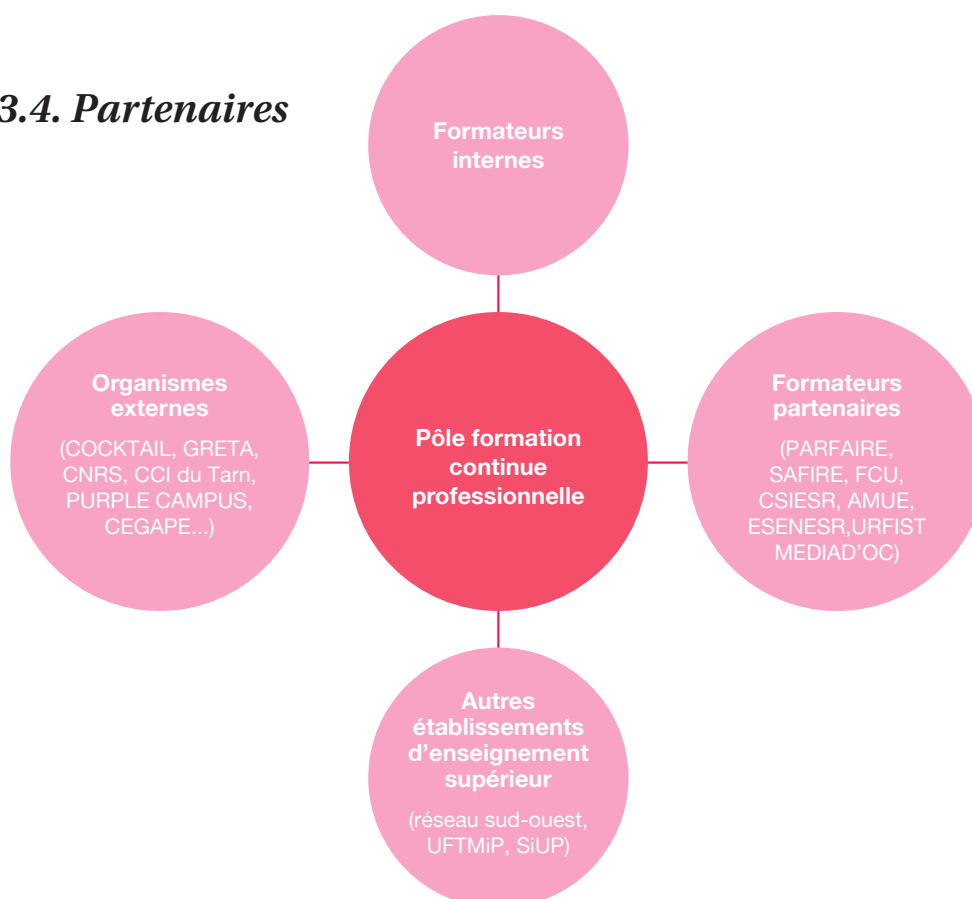 3.4. Partenaires
Formateurs
internes
Organismes
externes
(COCKTAIL, GRETA,
CNRS, CCI du Tarn,
PURPLE CAMPUS,
CEGAPE...)
Pôle formation
continue
professionnelle
Formateurs
partenaires
(PARFAIRE,
SAFIRE, FCU,
CSIESR, AMUE,
ESENESR,URFIST
MEDIAD’OC)
Autres
établissements
d’enseignement
supérieur
(réseau sud-ouest,
UFTMiP, SiUP)